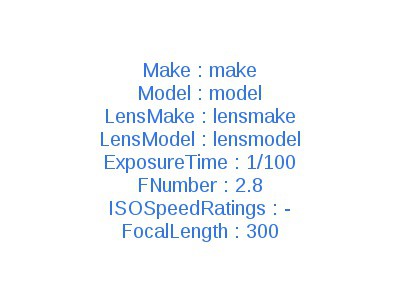 Make : make
Model : model
LensMake : lensmake
LensModel : lensmodel
ExposureTime : 1/100
FNumber : 2.8
ISOSpeedRatings : -
FocalLength : 300